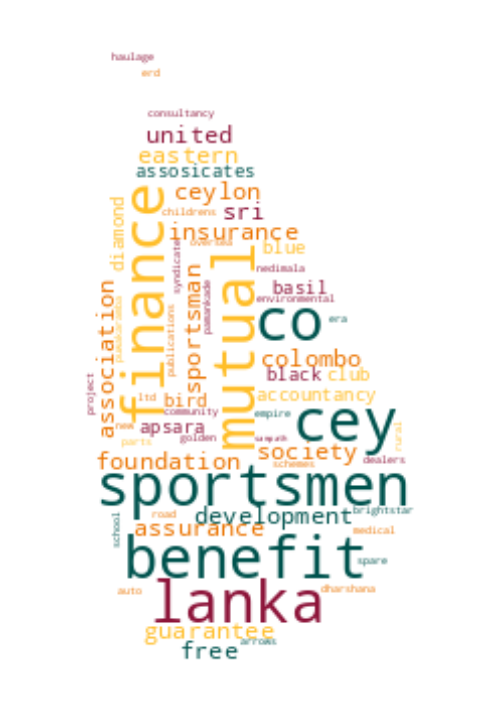 haulage
erd
consultancy
united
eastern
assosicates
ceylon
diamond
finance
childrens
sri
insurance
oversea
blue
syndicate
mutual
sportsman
nedimala
association
pamankade
basil
environmental
co
publications
era
colombo
black
club
project
ltd
bird
accountancy
community
empire
cey
new
apsara
golden
parts
society
rural
foundation
schemes
dealers
sportsmen
road
development
brightstar
school
assurance
medical
benefit
spare
auto
lanka
dharshana
guarantee
arrows
free